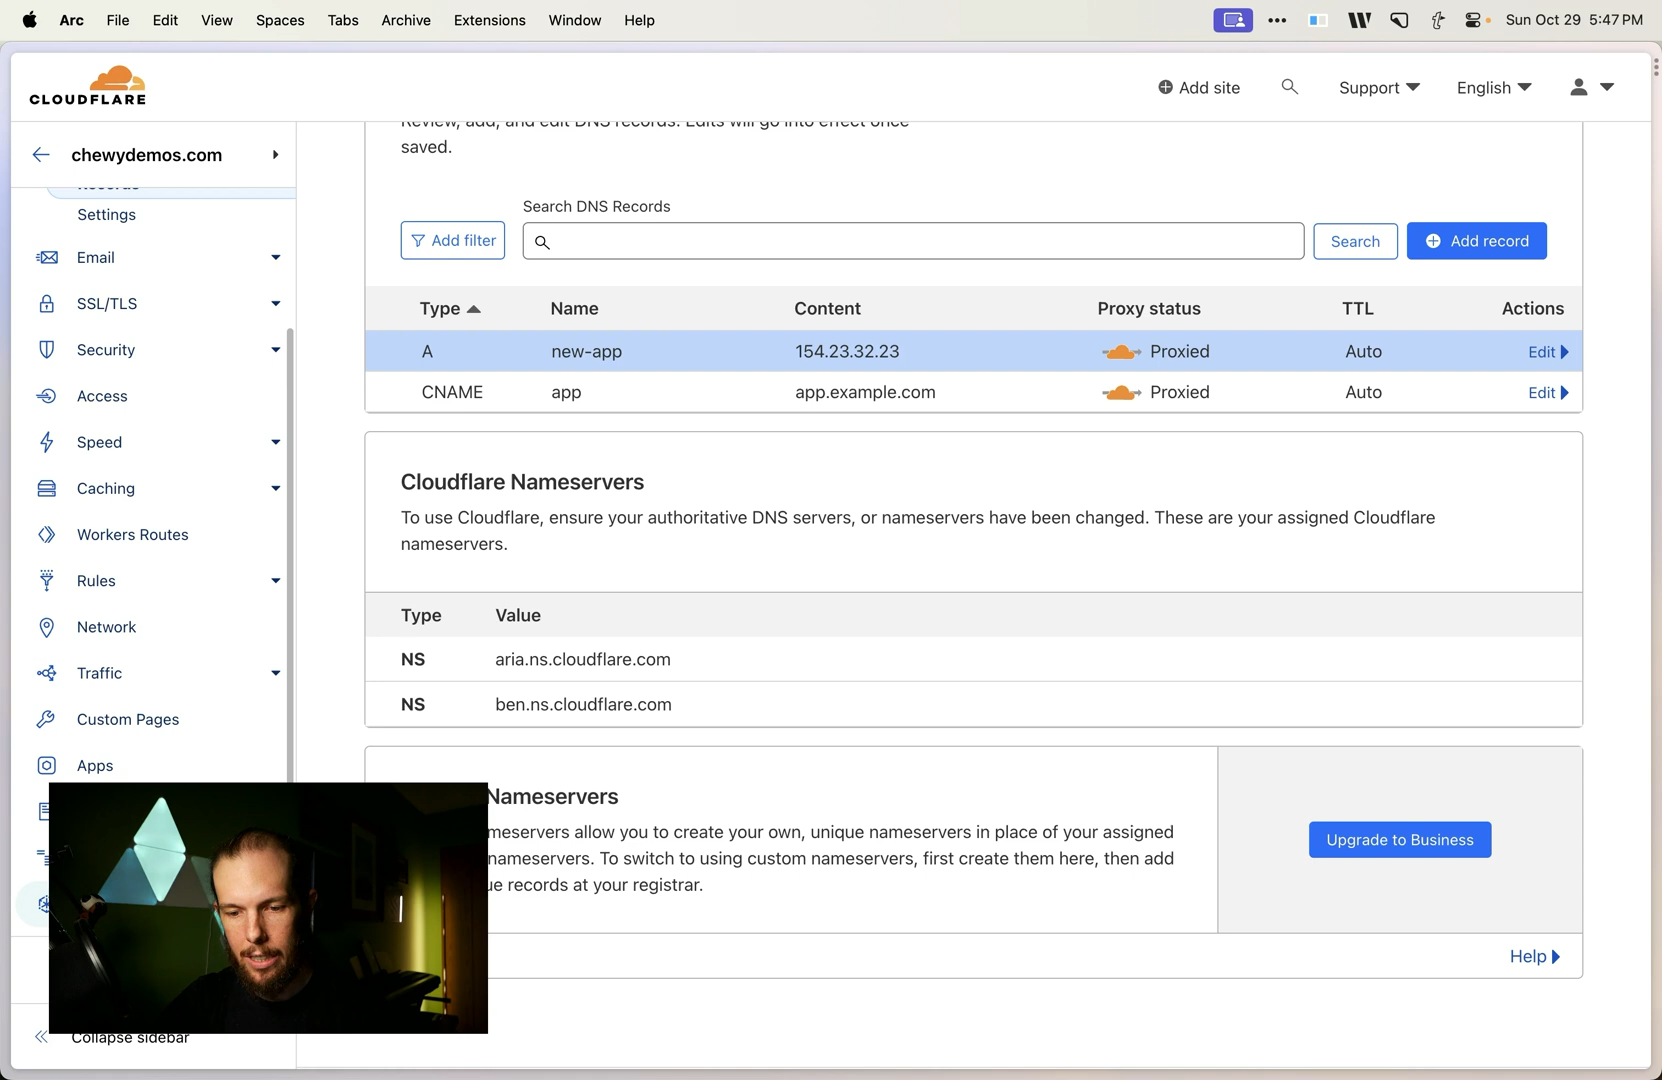 Arc File Edit View Spaces Tabs Archive Extensions Window Help Sun Oct 29 5:47 PM
CLOUDFLARE
Add site Support English
chewydemos.com
Review, add, and edit DNS records. Edits will go into effect once
saved.
Records
Settings
Email
SSL/TLS
Security
Access
Speed
Caching
Workers Routes
Rules
Network
Traffic
Custom Pages
Apps
Collapse sidebar
Search DNS Records
Add filter Search Add record
Type Name Content Proxy status TTL Actions
A new-app 154.23.32.23 Proxied Auto Edit
CNAME app app.example.com Proxied Auto Edit
Cloudflare Nameservers
To use Cloudflare, ensure your authoritative DNS servers, or nameservers have been changed. These are your assigned Cloudflare
nameservers.
Type Value
NS aria.ns.cloudflare.com
NS ben.ns.cloudflare.com
Nameservers
meservers allow you to create your own, unique nameservers in place of your assigned
nameservers. To switch to using custom nameservers, first create them here, then add
ue records at your registrar.
Upgrade to Business
Help